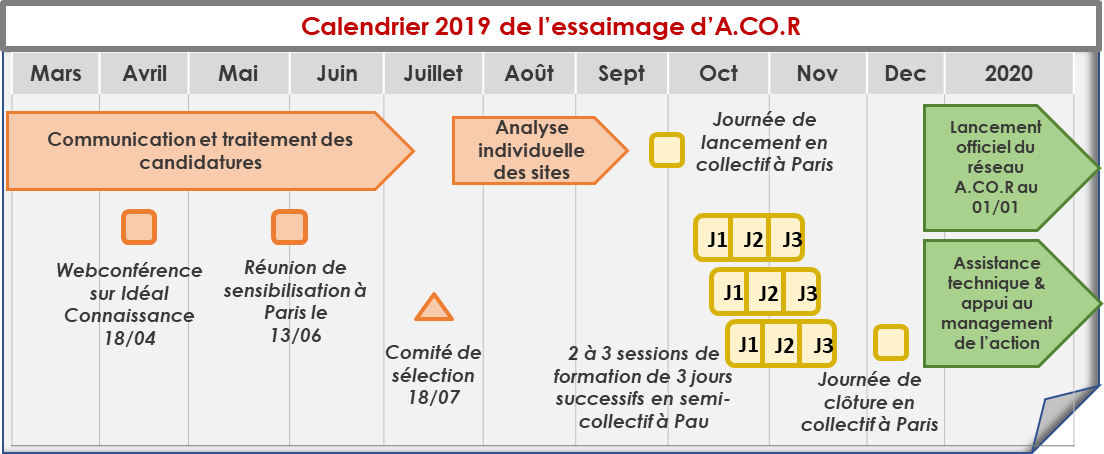 Calendrier 2019 de l'essaimage d'A.CO.R
Mars Avril Mai Juin Juillet Août Sept Oct Nov Dec 2020
Communication et traitement des
candidatures
Analyse
individuelle
des sites
Journée de
lancement en
collectif à Paris
Lancement
officiel du
réseau
A.CO.R au
01/01
Webconférence
sur Idéal
Connaissance
18/04
Réunion de
sensibilisation à
Paris le
13/06
Comité de
sélection
18/07
J1 J2 J3
J1 J2 J3
J1 J2 J3
2 à 3 sessions de
formation de 3 jours
successifs en semi-
collectif à Pau
Journée de
clôture en
collectif à Paris
Assistance
technique &
appui au
management
de l'action